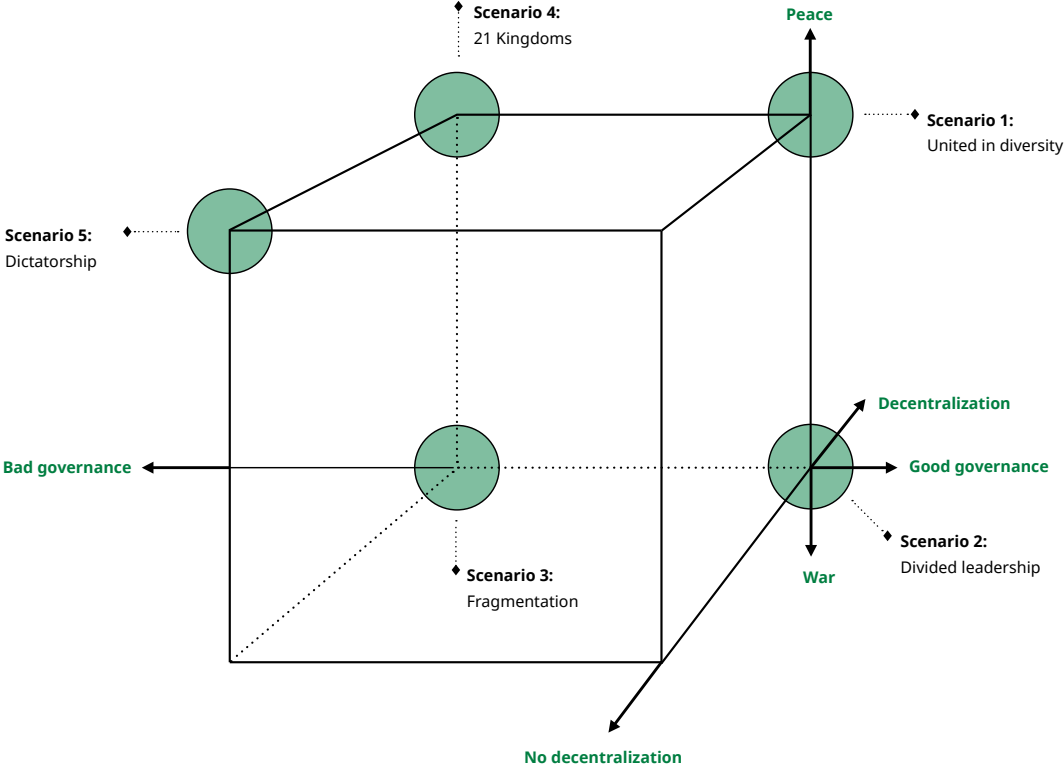 Scenario 4:
21 Kingdoms
Peace
Scenario 1:
United in diversity
Scenario 5:
Dictatorship
Decentralization
Bad governance
Good governance
Scenario 2:
Divided leadership
Scenario 3:
Fragmentation
War
No decentralization